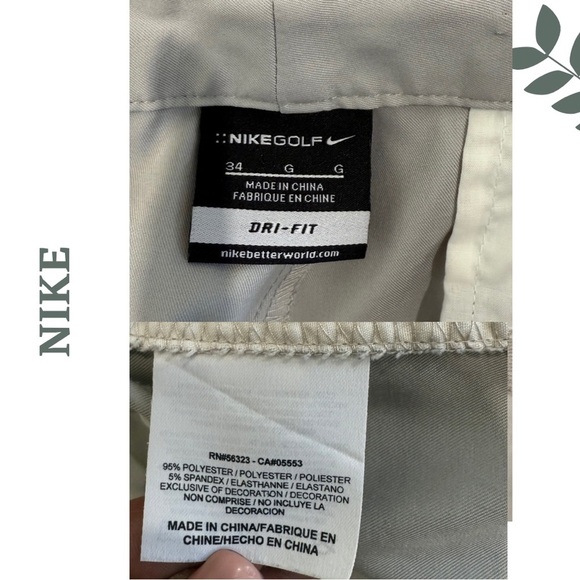 NIKE
::NIKEGOLF
34 G G
MADE IN CHINA
FABRIQUE EN CHINE
DRI-FIT
nikebetterworld.com
RN#56323 - CA#05553
95% POLYESTER / POLYESTER / POLIESTER
5% SPANDEX / ELASTHANNE / ELASTANO
EXCLUSIVE OF DECORATION / DECORATION
NON COMPRISE / NO INCLUYE LA
DECORACION
MADE IN CHINA/FABRIQUE EN
CHINE/HECHO EN CHINA